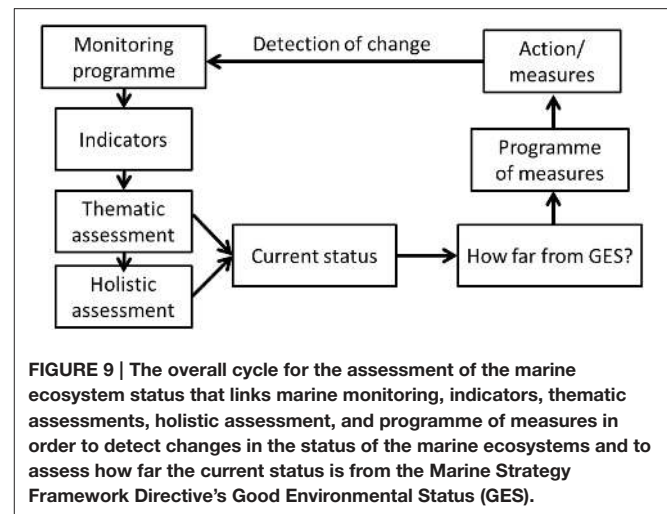 Monitoring
programme
Detection of change
Action/
measures
Indicators
Programme
of measures
Thematic
assessment
Current status
How far from GES?
Holistic
assessment
FIGURE 9 | The overall cycle for the assessment of the marine
ecosystem status that links marine monitoring, indicators, thematic
assessments, holistic assessment, and programme of measures in
order to detect changes in the status of the marine ecosystems and to
assess how far the current status is from the Marine Strategy
Framework Directive's Good Environmental Status (GES).